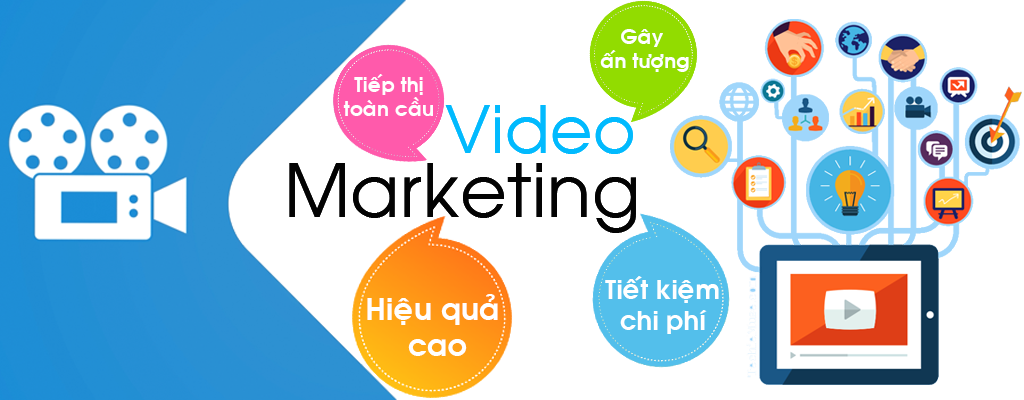 Tiếp thị
toàn cầu
Gây
ấn tượng
Video
Marketing
Hiệu quả
cao
Tiết kiệm
chi phí